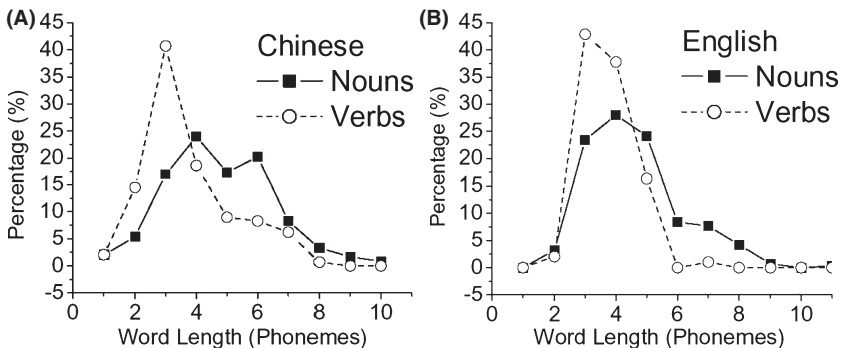 (A)
Chinese
Nouns
Verbs
Percentage (%)
45
40
35
30
25
20
15
10
5
0
-5
0 2 4 6 8 10
Word Length (Phonemes)
(B)
English
Nouns
Verbs
Percentage (%)
45
40
35
30
25
20
15
10
5
0
-5
0 2 4 6 8 10
Word Length (Phonemes)